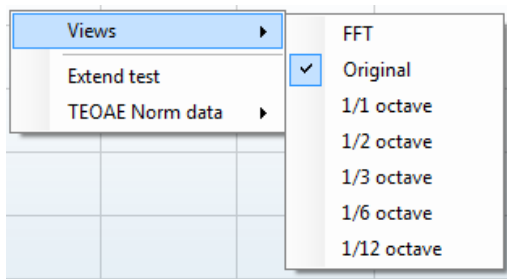 Views
Extend test
TEOAE Norm data
FFT
Original
1/1 octave
1/2 octave
1/3 octave
1/6 octave
1/12 octave